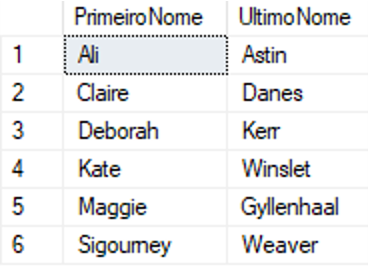 PrimeiroNome UltimoNome
1 Ali Astin
2 Claire Danes
3 Deborah Kerr
4 Kate Winslet
5 Maggie Gyllenhaal
6 Sigourney Weaver